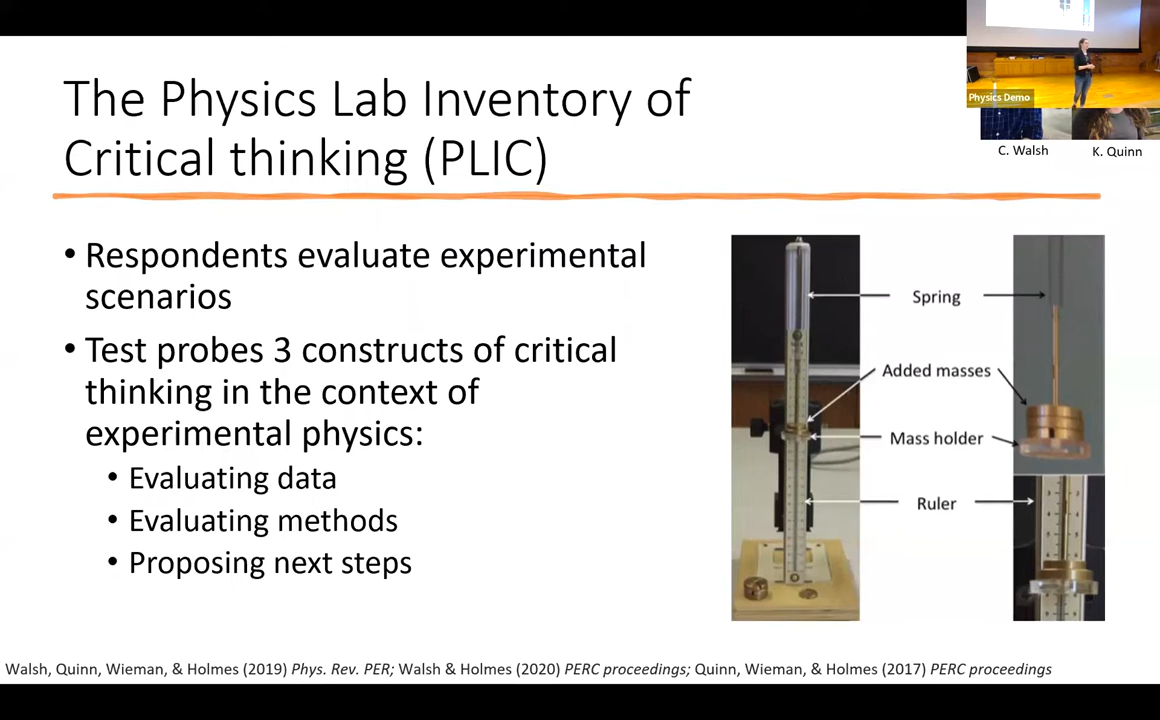 The Physics Lab Inventory of
Critical thinking (PLIC)
Physics Demo
C. Walsh
K. Quinn
• Respondents evaluate experimental
scenarios
• Test probes 3 constructs of critical
thinking in the context of
experimental physics:
• Evaluating data
• Evaluating methods
• Proposing next steps
Spring
Added masses
Mass holder
Ruler
Walsh, Quinn, Wieman, & Holmes (2019) Phys. Rev. PER; Walsh & Holmes (2020) PERC proceedings; Quinn, Wieman, & Holmes (2017) PERC proceedings